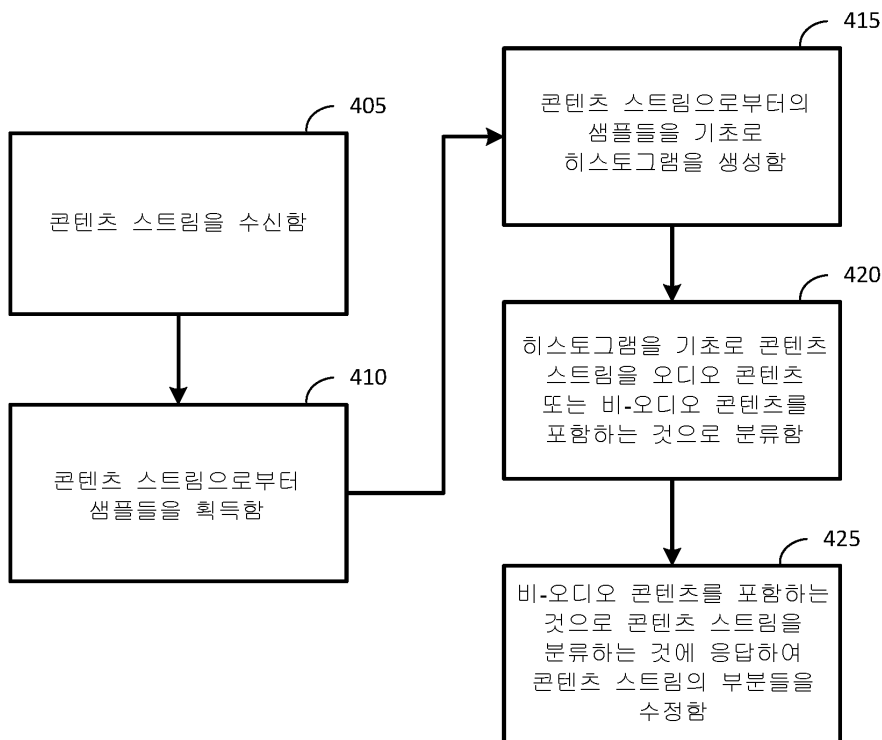 405
콘텐츠 스트림을 수신함
410
콘텐츠 스트림으로부터
샘플들을 획득함
415
콘텐츠 스트림으로부터의
샘플들을 기초로
히스토그램을 생성함
420
히스토그램을 기초로 콘텐츠
스트림을 오디오 콘텐츠
또는 비-오디오 콘텐츠를
포함하는 것으로 분류함
425
비-오디오 콘텐츠를 포함하는
것으로 콘텐츠 스트림을
분류하는 것에 응답하여
콘텐츠 스트림의 부분들을
수정함